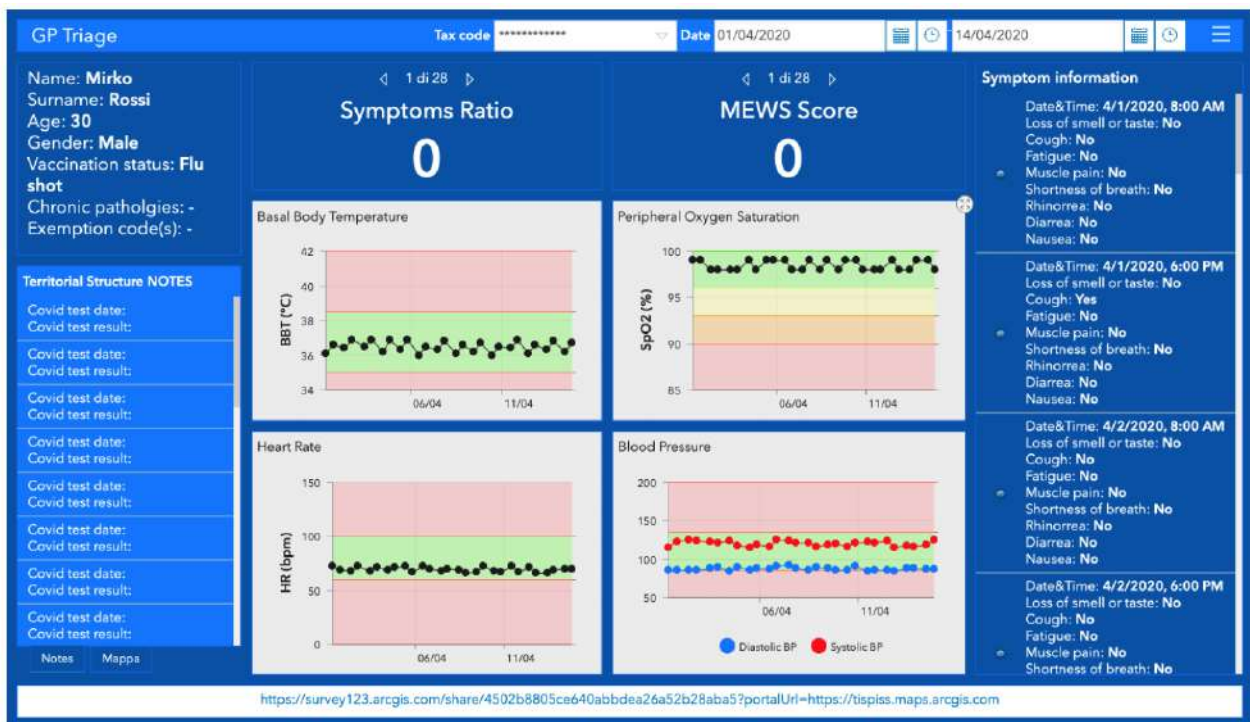 GP Triage
Tax code ************
Date 01/04/2020
14/04/2020
Name: Mirko
Surname: Rossi
Age: 30
Gender: Male
Vaccination status: Flu
shot
Chronic patholgies: -
Exemption code(s): -
Territorial Structure NOTES
Covid test date:
Covid test result:
Covid test date:
Covid test result:
Covid test date:
Covid test result:
Covid test date:
Covid test result:
Covid test date:
Covid test result:
Covid test date:
Covid test result:
Covid test date:
Covid test result:
Covid test date:
Covid test result:
Notes Mappa
1 di 28
Symptoms Ratio
0
1 di 28
MEWS Score
0
Basal Body Temperature
BBT (°C)
42
40
38
36
34
06/04 11/04
Peripheral Oxygen Saturation
SpO2 (%)
100
95
90
85
06/04 11/04
Heart Rate
HR (bpm)
150
100
50
0
06/04 11/04
Blood Pressure
200
150
100
50
06/04 11/04
Diastolic BP Systolic BP
Symptom information
Date&Time: 4/1/2020, 8:00 AM
Loss of smell or taste: No
Cough: No
Fatigue: No
Muscle pain: No
Shortness of breath: No
Rhinorrea: No
Diarrea: No
Nausea: No
Date&Time: 4/1/2020, 6:00 PM
Loss of smell or taste: No
Cough: Yes
Fatigue: No
Muscle pain: No
Shortness of breath: No
Rhinorrea: No
Diarrea: No
Nausea: No
Date&Time: 4/2/2020, 8:00 AM
Loss of smell or taste: No
Cough: No
Fatigue: No
Muscle pain: No
Shortness of breath: No
Rhinorrea: No
Diarrea: No
Nausea: No
Date&Time: 4/2/2020, 6:00 PM
Loss of smell or taste: No
Cough: No
Fatigue: No
Muscle pain: No
Shortness of breath: No
https://survey123.arcgis.com/share/4502b8805ce640abbdea26a52b28aba5?portalUrl=https://tispiss.maps.arcgis.com